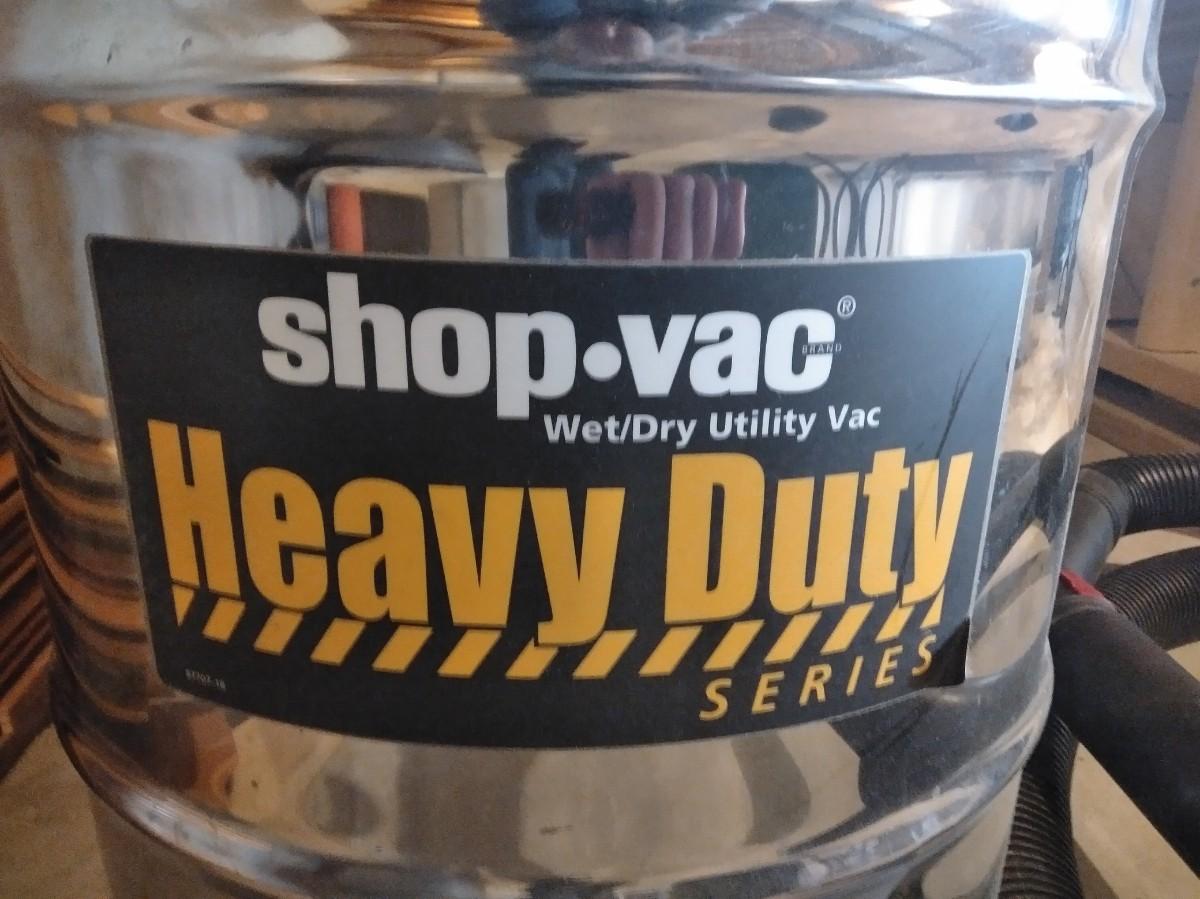 shop·vac®
BRAND
Wet/Dry Utility Vac
Heavy Duty
SERIES